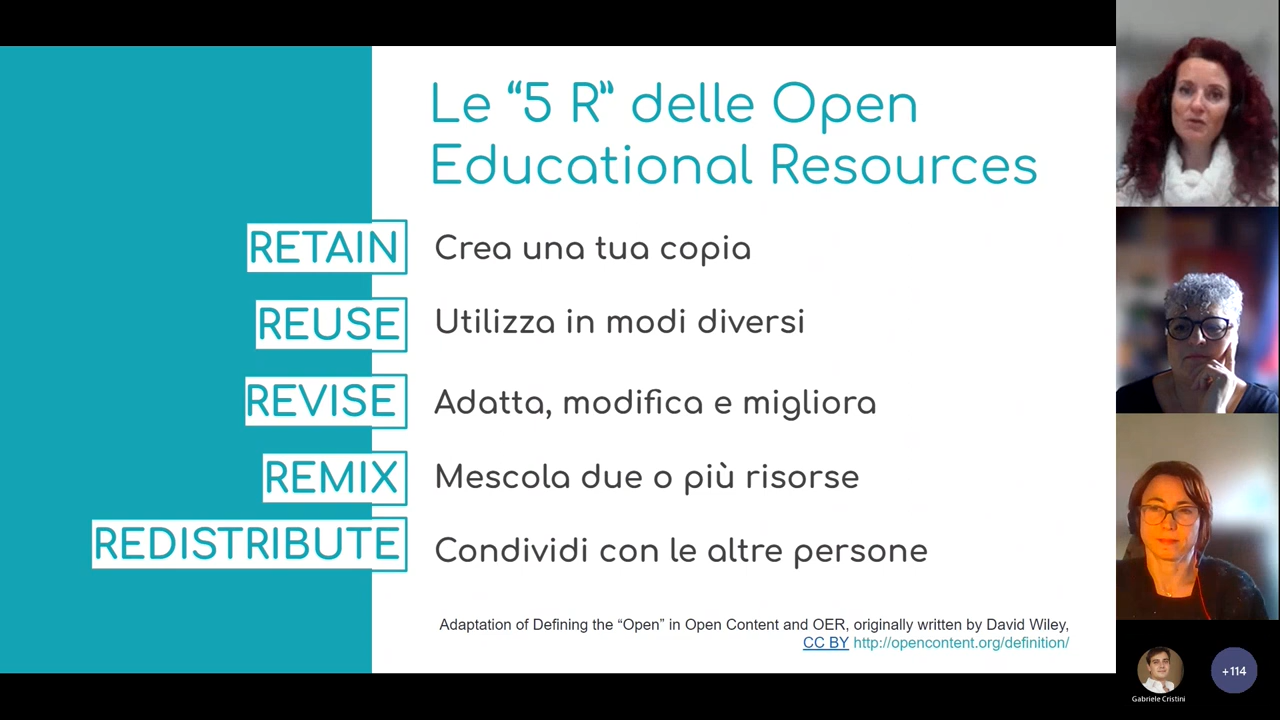 Le “5 R” delle Open
Educational Resources
RETAIN Crea una tua copia
REUSE Utilizza in modi diversi
REVISE Adatta, modifica e migliora
REMIX Mescola due o più risorse
REDISTRIBUTE Condividi con le altre persone
Adaptation of Defining the “Open” in Open Content and OER, originally written by David Wiley,
CC BY http://opencontent.org/definition/
Gabriele Cristini
+114